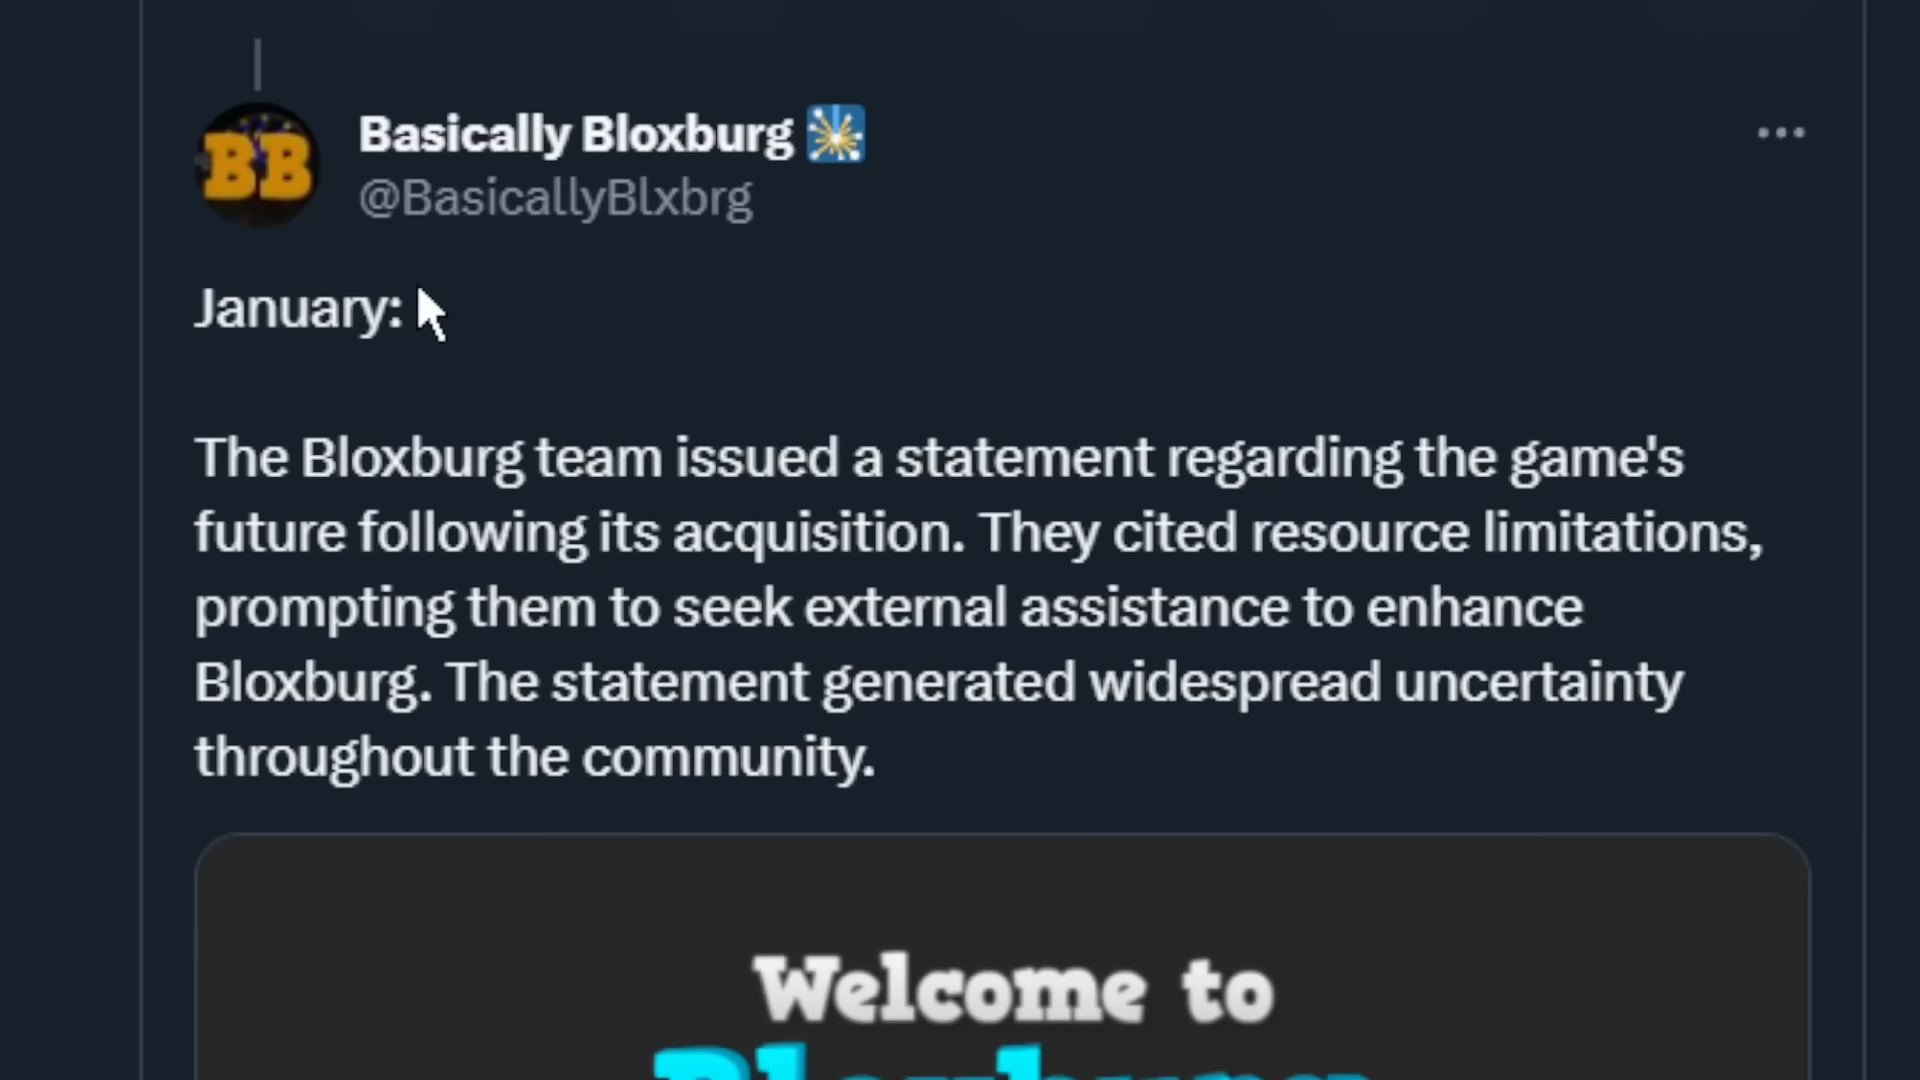 BB
Basically Bloxburg
@BasicallyBlxbrg
January:
The Bloxburg team issued a statement regarding the game's
future following its acquisition. They cited resource limitations,
prompting them to seek external assistance to enhance
Bloxburg. The statement generated widespread uncertainty
throughout the community.
Welcome to
Bloxburg